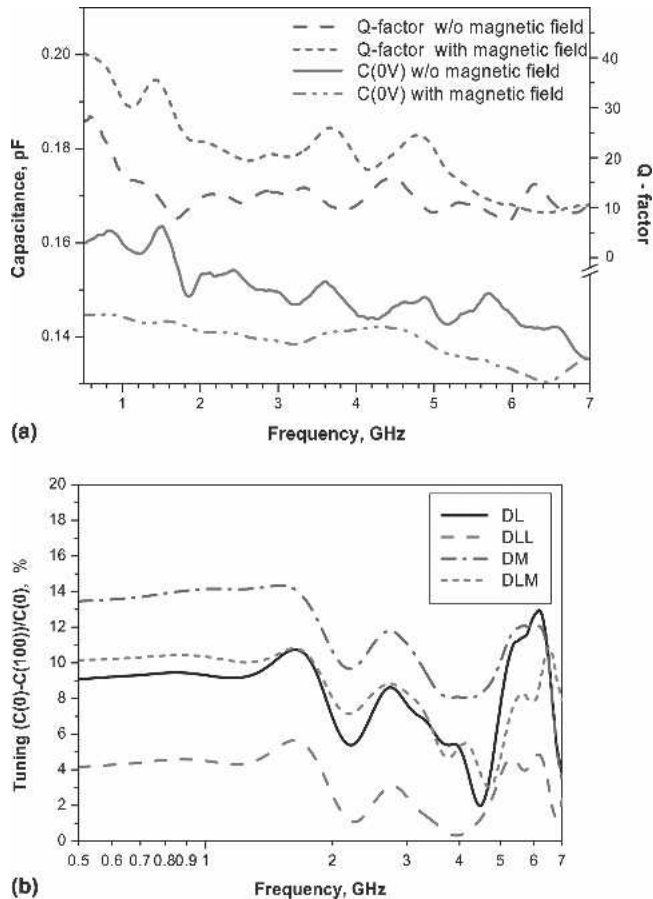 Q-factor w/o magnetic field
Q-factor with magnetic field
C(0V) w/o magnetic field
C(0V) with magnetic field
0.20
0.18
0.16
0.14
Capacitance, pF
40
30
20
10
0
Q - factor
1 2 3 4 5 6 7
(a)
Frequency, GHz
DL
DLL
DM
DLM
20
18
16
14
12
10
8
6
4
2
0
Tuning (C(0)-C(100))/C(0), %
0.5 0.6 0.7 0.80.9 1 2 3 4 5 6 7
(b)
Frequency, GHz